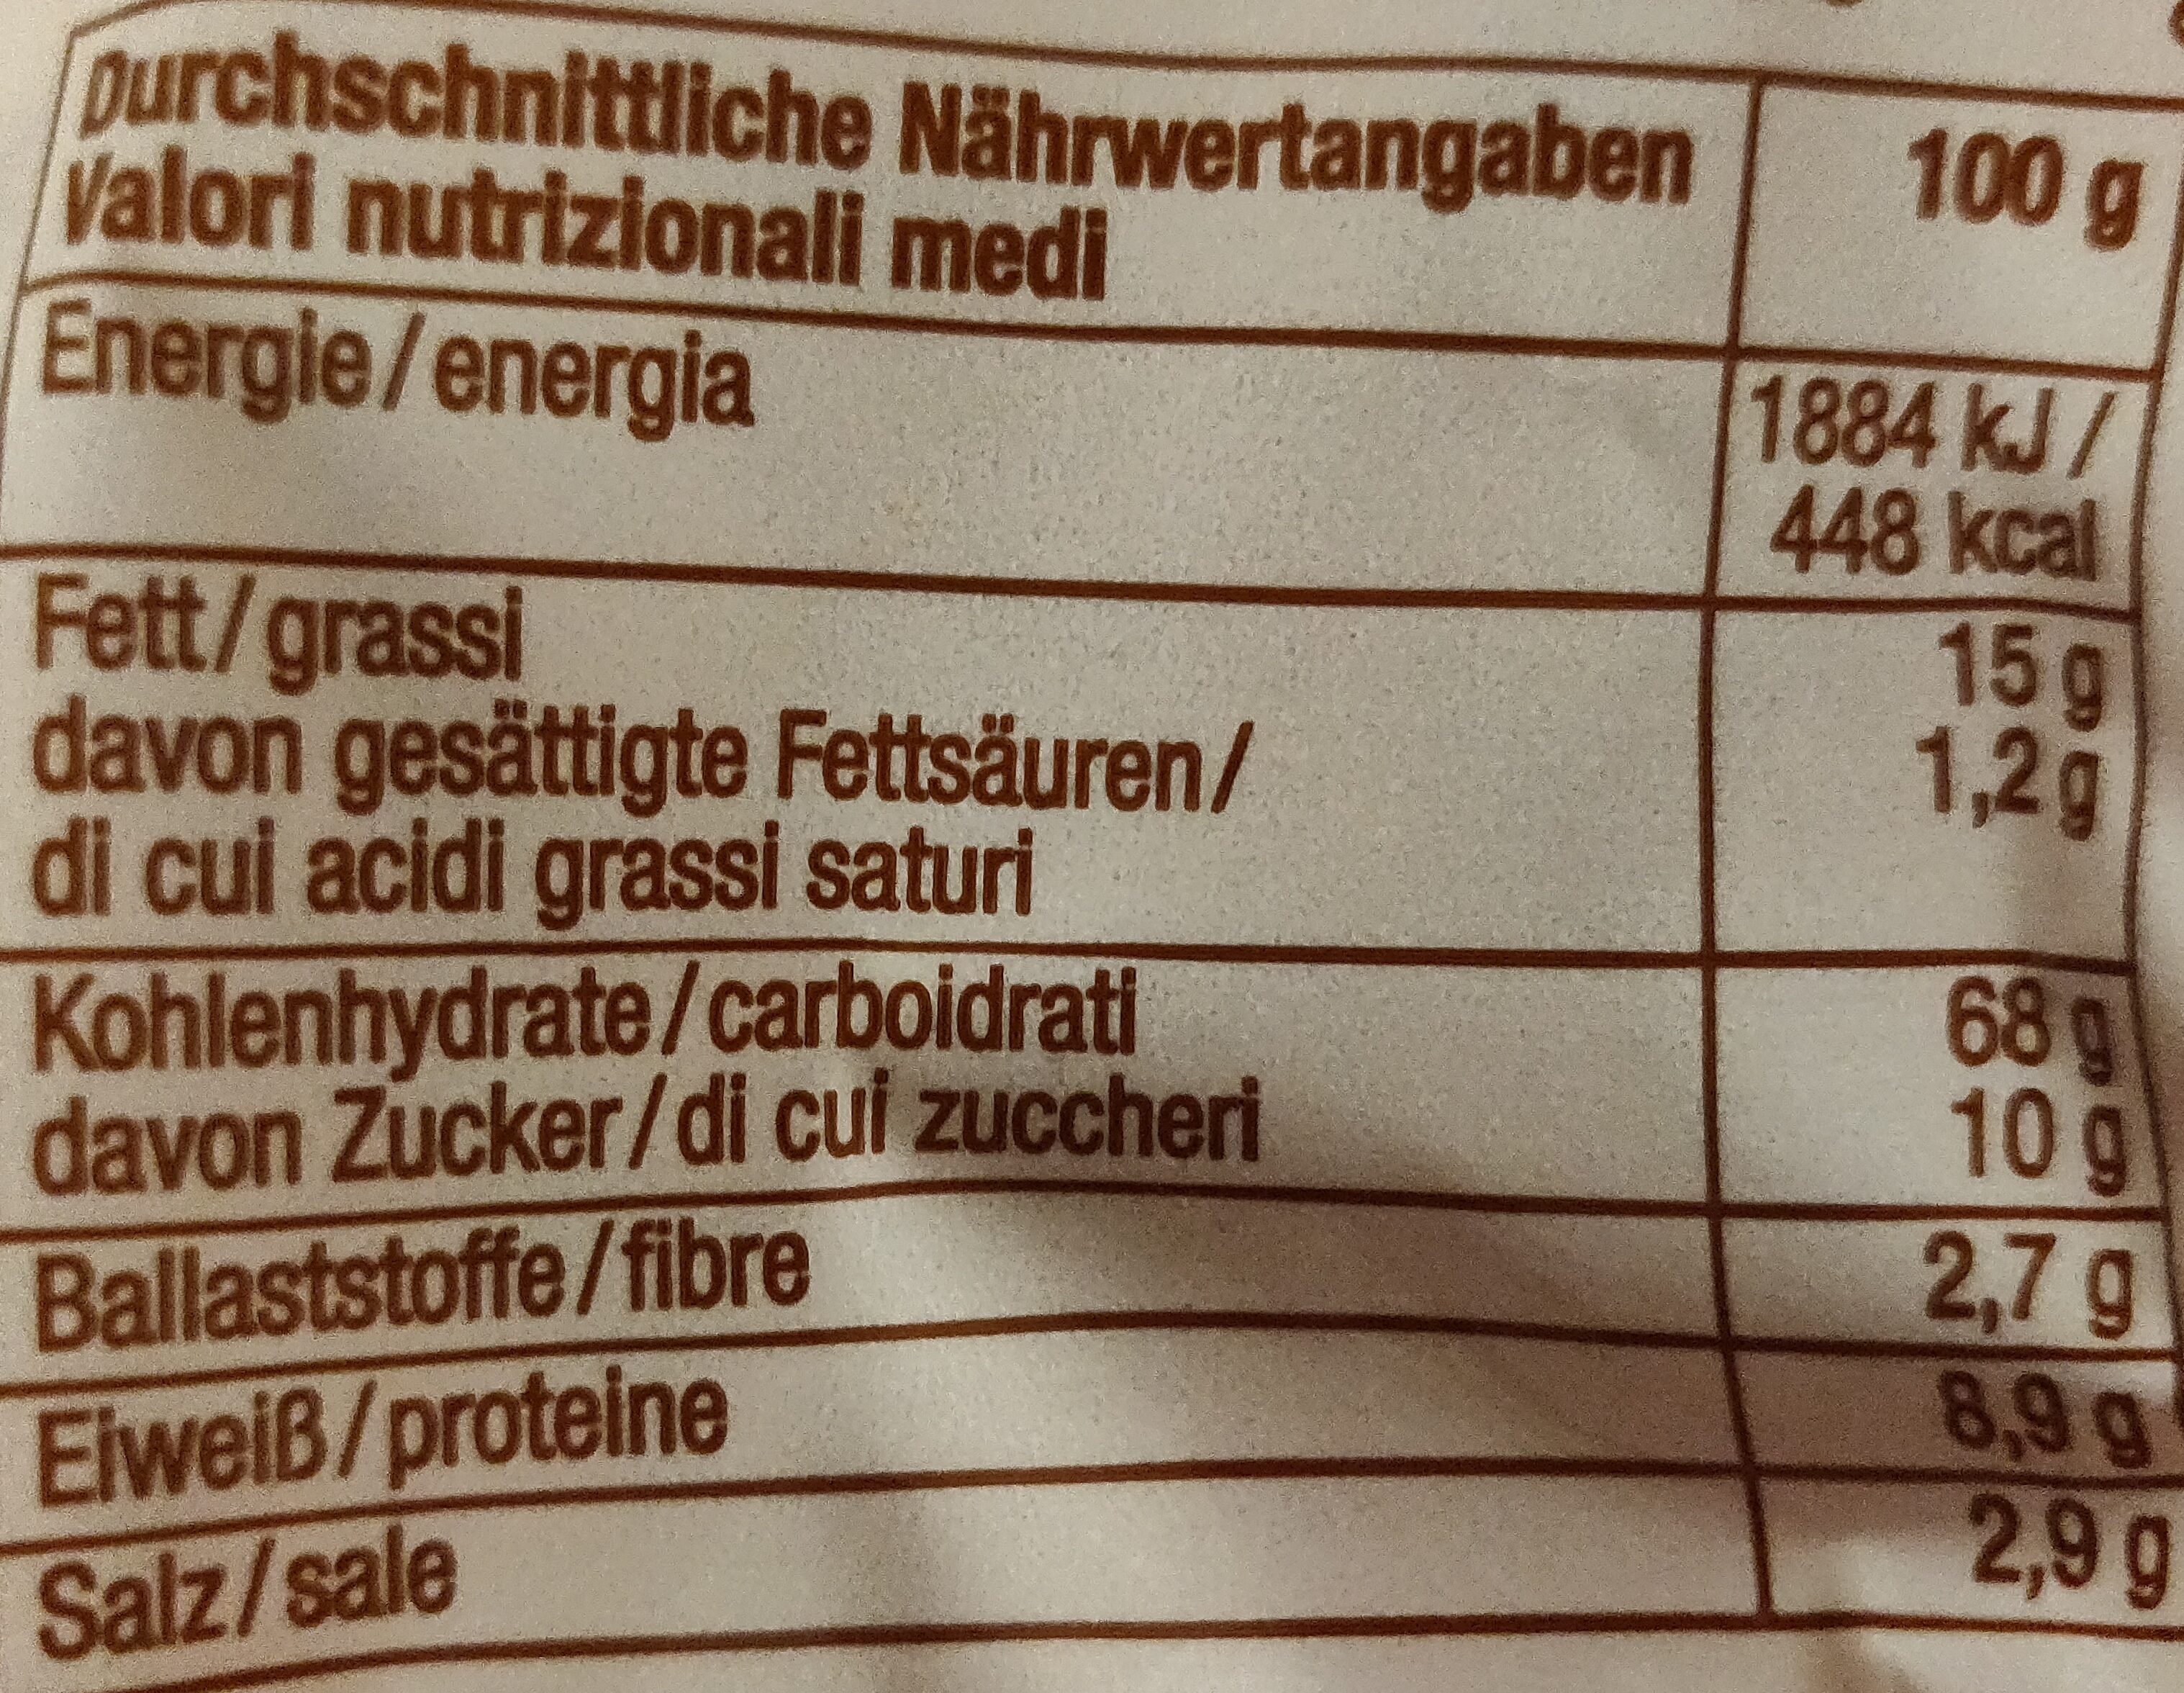 Durchschnittliche Nährwertangaben 100 g
Valori nutrizionali medi
Energie/energia 1884 kJ /
448 kcal
Fett/grassi 15 g
davon gesättigte Fettsäuren/ 1,2 g
di cui acidi grassi saturi
Kohlenhydrate/carboidrati 68 g
davon Zucker/di cui zuccheri 10 g
Ballaststoffe/fibre 2,7 g
Eiweiß/proteine 8,9 g
Salz/sale 2,9 g